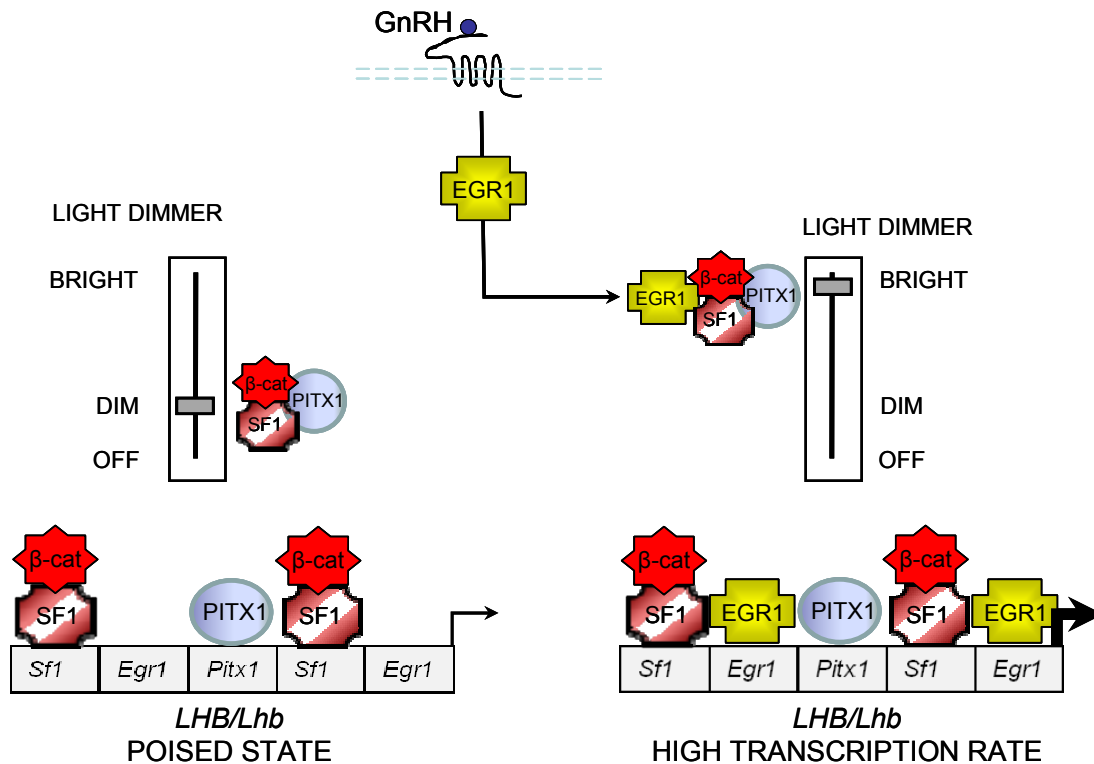 GnRH
EGR1
LIGHT DIMMER
BRIGHT
DIM
OFF
β-cat
PITX1
SF1
LIGHT DIMMER
BRIGHT
DIM
OFF
EGR1
β-cat
PITX1
SF1
β-cat
SF1
PITX1
β-cat
SF1
Sf1 Egr1 Pitx1 Sf1 Egr1
LHB/Lhb
POISED STATE
β-cat
SF1
EGR1
PITX1
β-cat
SF1
EGR1
Sf1 Egr1 Pitx1 Sf1 Egr1
LHB/Lhb
HIGH TRANSCRIPTION RATE